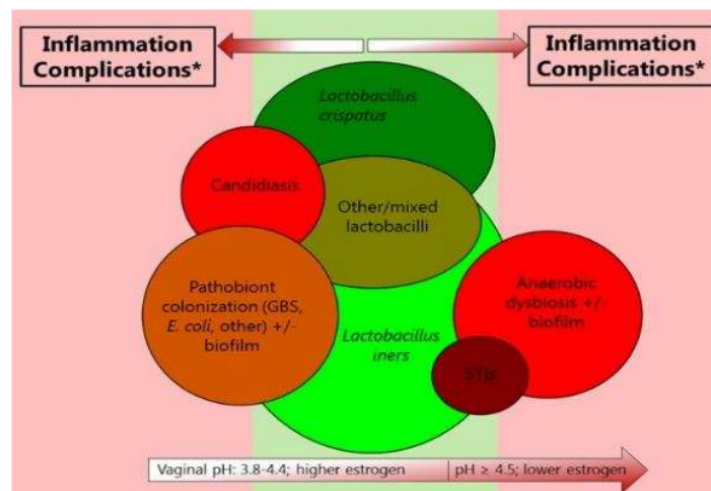 Inflammation
Complications*
Inflammation
Complications*
Lactobacillus
crispatus
Candidiasis
Other/mixed
lactobacilli
Pathobiont
colonization (GBS,
E. coli, other) +/-
biofilm
Anaerobic
dysbiosis +/-
biofilm
Lactobacillus
iners
STIs
Vaginal pH: 3.8-4.4; higher estrogen
pH ≥ 4.5; lower estrogen